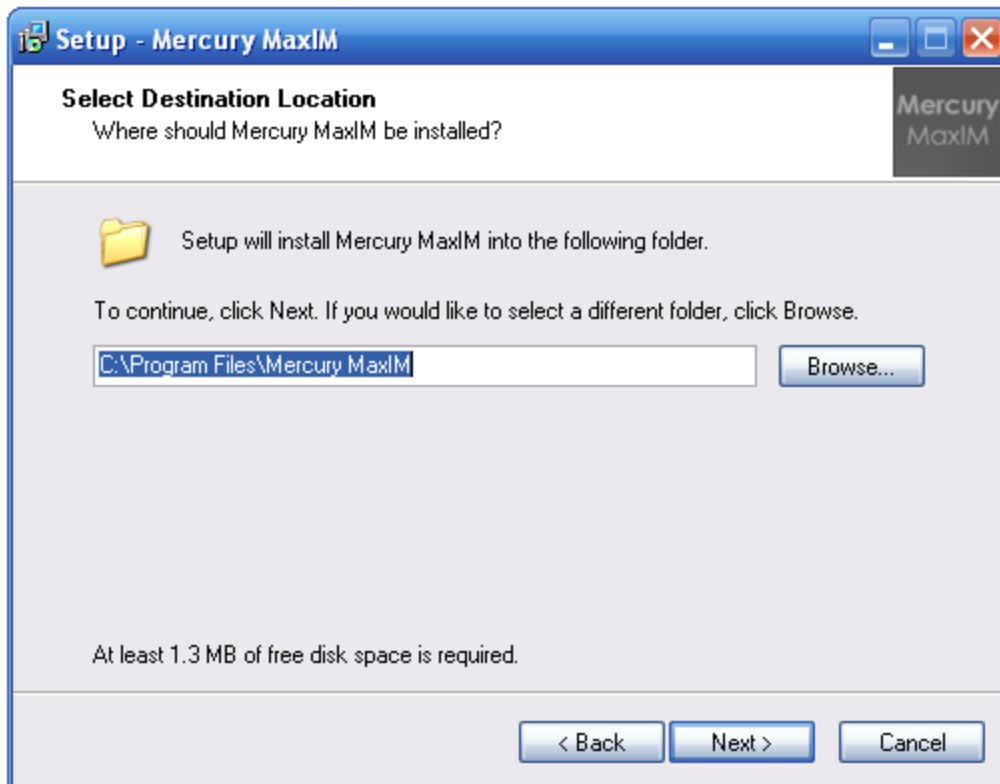 Setup - Mercury MaxIM
Select Destination Location
Where should Mercury MaxIM be installed?
Mercury
MaxIM
Setup will install Mercury MaxIM into the following folder.
To continue, click Next. If you would like to select a different folder, click Browse.
C:\Program Files\Mercury MaxIM
Browse...
At least 1.3 MB of free disk space is required.
< Back
Next >
Cancel